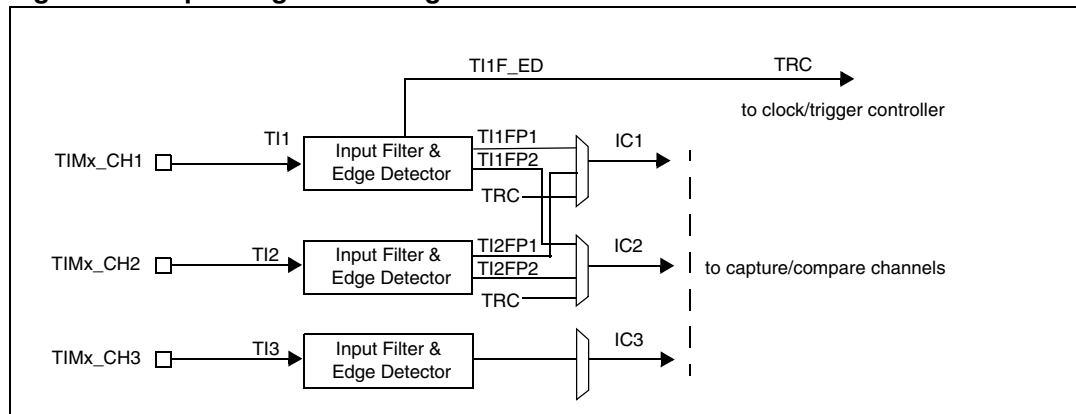 TI1F_ED
TRC
to clock/trigger controller
TIMx_CH1
TI1
Input Filter &
Edge Detector
TI1FP1
TI1FP2
TRC
IC1
TIMx_CH2
TI2
Input Filter &
Edge Detector
TI2FP1
TI2FP2
TRC
IC2
to capture/compare channels
TIMx_CH3
TI3
Input Filter &
Edge Detector
IC3